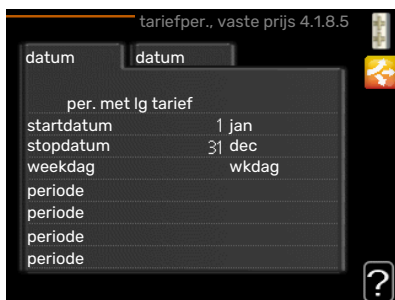 tariefper., vaste prijs 4.1.8.5
datum datum
per. met lg tarief
startdatum 1 jan
stopdatum 31 dec
weekdag wkdag
periode
periode
periode
periode
?